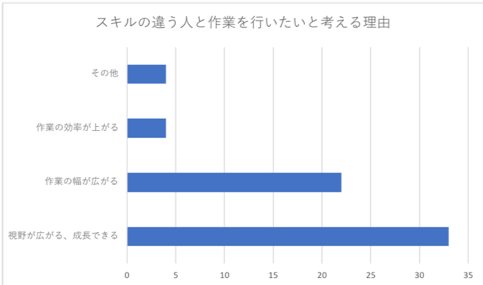 スキルの違う人と作業を行いたいと考える理由
その他
作業の効率が上がる
作業の幅が広がる
視野が広がる、成長できる
0 5 10 15 20 25 30 35